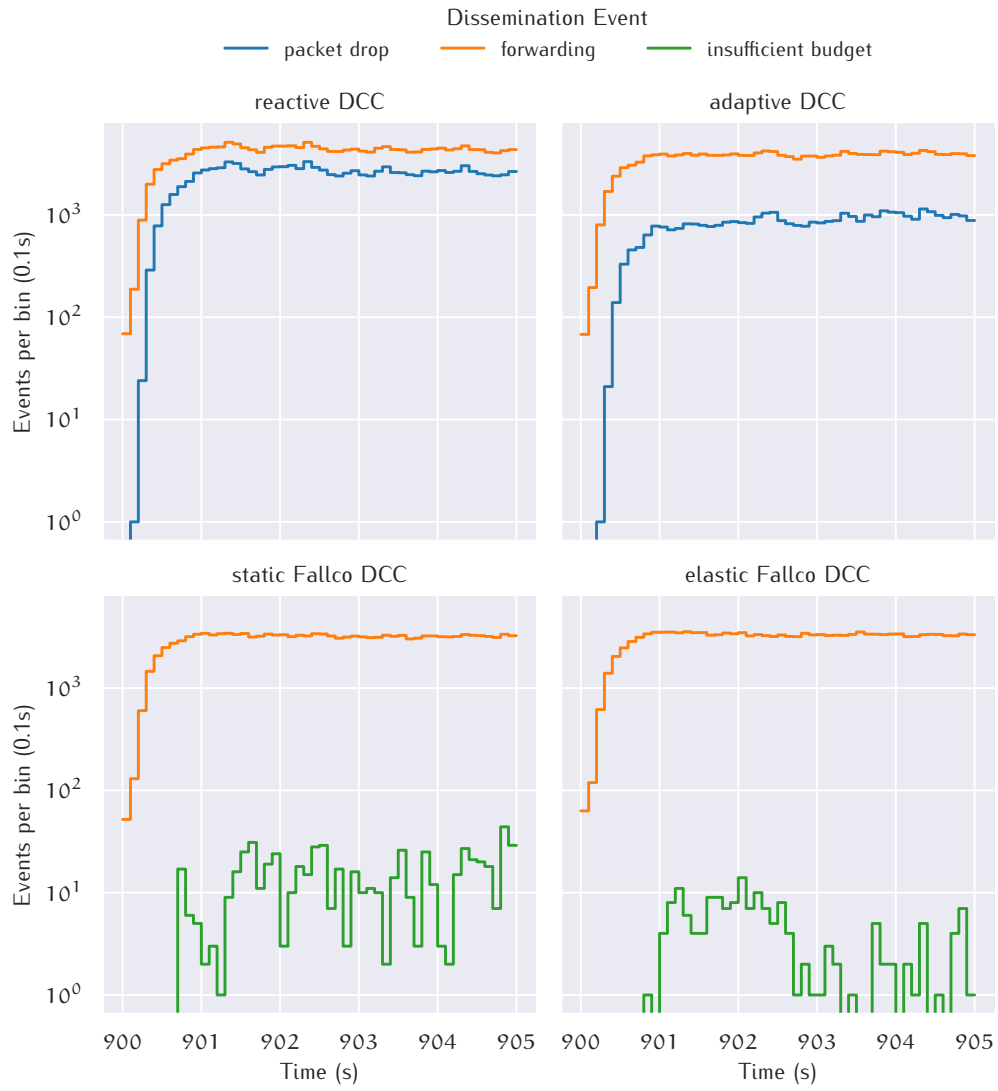 Dissemination Event
packet drop forwarding insufficient budget
reactive DCC adaptive DCC
Events per bin (0.1s)
10³
10²
10¹
10⁰
static Fallco DCC elastic Fallco DCC
Events per bin (0.1s)
10³
10²
10¹
10⁰
900 901 902 903 904 905 900 901 902 903 904 905
Time (s) Time (s)